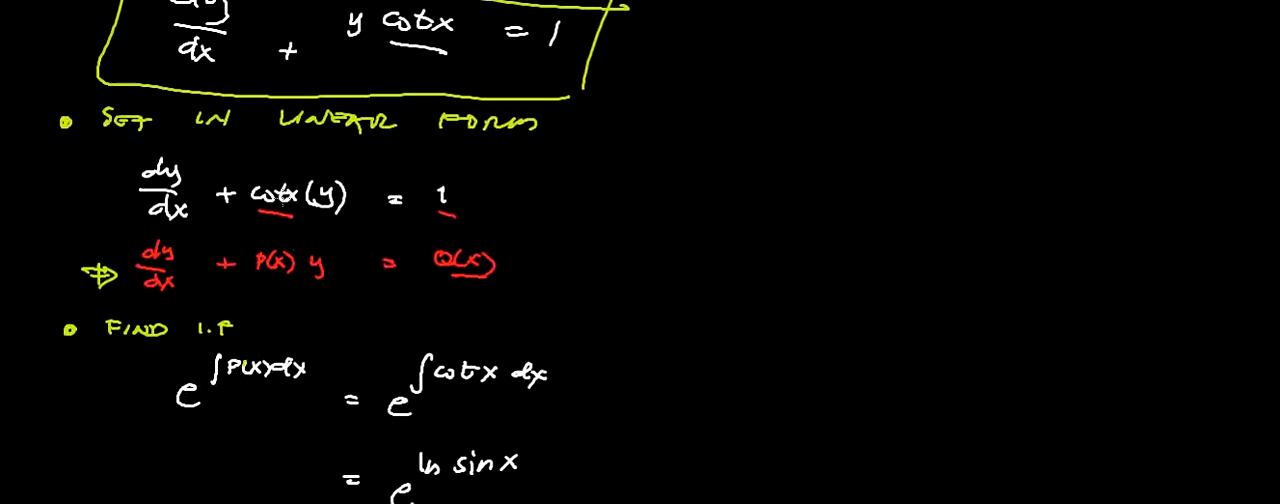 dx + y cotx = 1
• SET IN LINEAR FORM
dy/dx + cotx(y) = 1
⇒ dy/dx + P(x) y = Q(x)
• FIND I.F
e^∫P(x)dx = e^∫cotx dx
= e^ln sinx